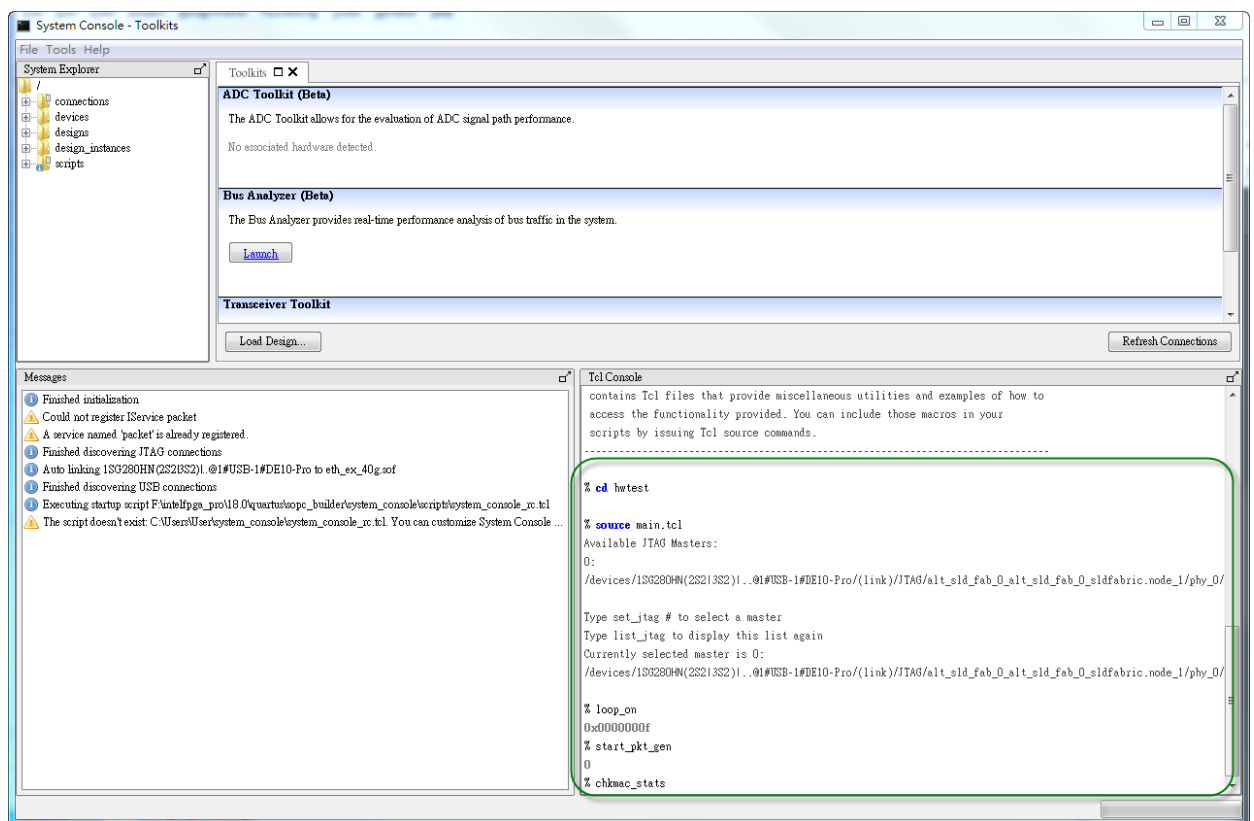 System Console - Toolkits
File Tools Help
System Explorer
/
connections
devices
designs
design_instances
scripts
Toolkits
ADC Toolkit (Beta)
The ADC Toolkit allows for the evaluation of ADC signal path performance.
No associated hardware detected.
Bus Analyzer (Beta)
The Bus Analyzer provides real-time performance analysis of bus traffic in the system.
Launch
Transceiver Toolkit
Load Design...
Refresh Connections
Messages
Finished initialization
Could not register IService packet
A service named 'packet' is already registered.
Finished discovering JTAG connections
Auto linking 1SG280HN(2S2|3S2)|..@1#USB-1#DE10-Pro to eth_ex_40g.sof
Finished discovering USB connections
Executing startup script F:\intelfpga_pro\18.0\quartus\sopc_builder\system_console\scripts\system_console_rc.tcl
The script doesn't exist: C:\Users\User\system_console\system_console_rc.tcl. You can customize System Console ...
Tcl Console
contains Tcl files that provide miscellaneous utilities and examples of how to
access the functionality provided. You can include those macros in your
scripts by issuing Tcl source commands.
-----------------------------------------------------------------------------
% cd hwtest
% source main.tcl
Available JTAG Masters:
0:
/devices/1SG280HN(2S2|3S2)|..@1#USB-1#DE10-Pro/(link)/JTAG/alt_sld_fab_0_alt_sld_fab_0_sldfabric.node_1/phy_0/
Type set_jtag # to select a master
Type list_jtag to display this list again
Currently selected master is 0:
/devices/1SG280HN(2S2|3S2)|..@1#USB-1#DE10-Pro/(link)/JTAG/alt_sld_fab_0_alt_sld_fab_0_sldfabric.node_1/phy_0/
% loop_on
0x0000000f
% start_pkt_gen
0
% chkmac_stats